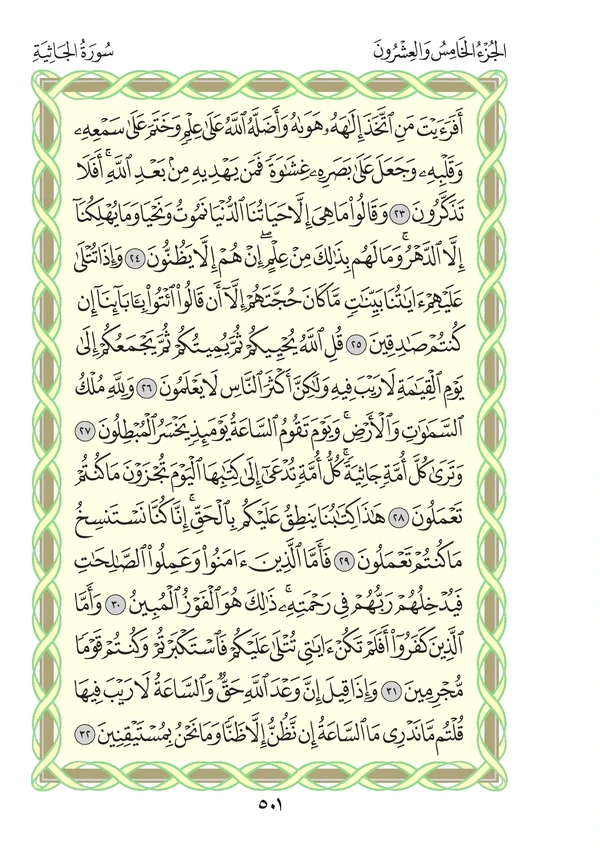 الجُزْءُ الخَامِسُ وَالعِشْرُونَ
سُورَةُ الجَاثِيَةِ
أَفَرَءَيْتَ مَنِ ٱتَّخَذَ إِلَٰهَهُۥ هَوَىٰهُ وَأَضَلَّهُ ٱللَّهُ عَلَىٰ عِلْمٍ وَخَتَمَ عَلَىٰ سَمْعِهِۦ
وَقَلْبِهِۦ وَجَعَلَ عَلَىٰ بَصَرِهِۦ غِشَٰوَةً فَمَن يَهْدِيهِ مِنۢ بَعْدِ ٱللَّهِۚ أَفَلَا
تَذَكَّرُونَ ٢٣ وَقَالُوا۟ مَا هِىَ إِلَّا حَيَاتُنَا ٱلدُّنْيَا نَمُوتُ وَنَحْيَا وَمَا يُهْلِكُنَآ
إِلَّا ٱلدَّهْرُۚ وَمَا لَهُم بِذَٰلِكَ مِنْ عِلْمٍۖ إِنْ هُمْ إِلَّا يَظُنُّونَ ٢٤ وَإِذَا تُتْلَىٰ
عَلَيْهِمْ ءَايَٰتُنَا بَيِّنَٰتٍ مَّا كَانَ حُجَّتَهُمْ إِلَّآ أَن قَالُوا۟ ٱئْتُوا۟ بِـَٔابَآئِنَآ إِن
كُنتُمْ صَٰدِقِينَ ٢٥ قُلِ ٱللَّهُ يُحْيِيكُمْ ثُمَّ يُمِيتُكُمْ ثُمَّ يَجْمَعُكُمْ إِلَىٰ
يَوْمِ ٱلْقِيَٰمَةِ لَا رَيْبَ فِيهِ وَلَٰكِنَّ أَكْثَرَ ٱلنَّاسِ لَا يَعْلَمُونَ ٢٦ وَلِلَّهِ مُلْكُ
ٱلسَّمَٰوَٰتِ وَٱلْأَرْضِۚ وَيَوْمَ تَقُومُ ٱلسَّاعَةُ يَوْمَئِذٍ يَخْسَرُ ٱلْمُبْطِلُونَ ٢٧
وَتَرَىٰ كُلَّ أُمَّةٍ جَاثِيَةًۚ كُلُّ أُمَّةٍ تُدْعَىٰٓ إِلَىٰ كِتَٰبِهَا ٱلْيَوْمَ تُجْزَوْنَ مَا كُنتُمْ
تَعْمَلُونَ ٢٨ هَٰذَا كِتَٰبُنَا يَنطِقُ عَلَيْكُم بِٱلْحَقِّۚ إِنَّا كُنَّا نَسْتَنسِخُ
مَا كُنتُمْ تَعْمَلُونَ ٢٩ فَأَمَّا ٱلَّذِينَ ءَامَنُوا۟ وَعَمِلُوا۟ ٱلصَّٰلِحَٰتِ
فَيُدْخِلُهُمْ رَبُّهُمْ فِى رَحْمَتِهِۦۚ ذَٰلِكَ هُوَ ٱلْفَوْزُ ٱلْمُبِينُ ٣٠ وَأَمَّا
ٱلَّذِينَ كَفَرُوٓا۟ أَفَلَمْ تَكُنْ ءَايَٰتِى تُتْلَىٰ عَلَيْكُمْ فَٱسْتَكْبَرْتُمْ وَكُنتُمْ قَوْمًا
مُّجْرِمِينَ ٣١ وَإِذَا قِيلَ إِنَّ وَعْدَ ٱللَّهِ حَقٌّ وَٱلسَّاعَةُ لَا رَيْبَ فِيهَا
قُلْتُم مَّا نَدْرِى مَا ٱلسَّاعَةُ إِن نَّظُنُّ إِلَّا ظَنًّا وَمَا نَحْنُ بِمُسْتَيْقِنِينَ ٣٢
٥٠١